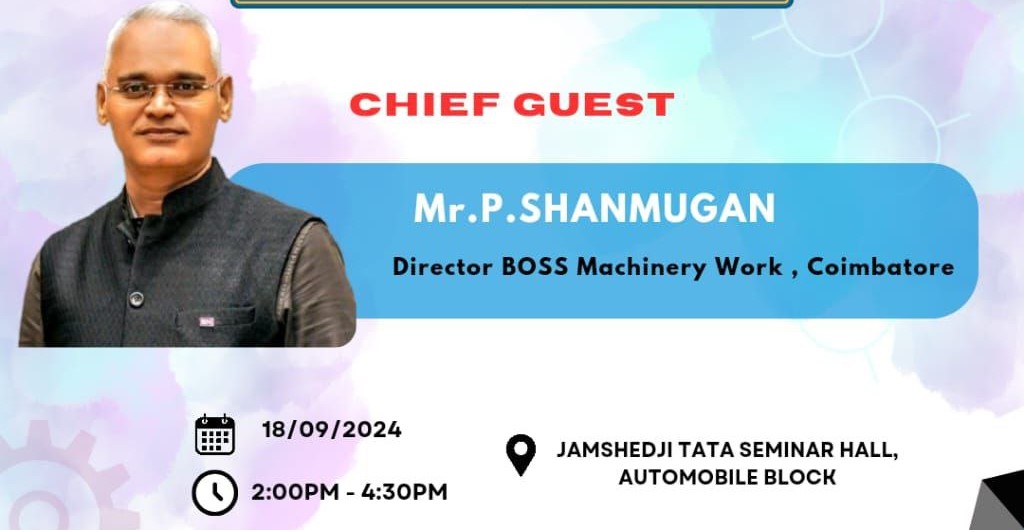 CHIEF GUEST
Mr.P.SHANMUGAN
Director BOSS Machinery Work , Coimbatore
18/09/2024
2:00PM - 4:30PM
JAMSHEDJI TATA SEMINAR HALL,
AUTOMOBILE BLOCK